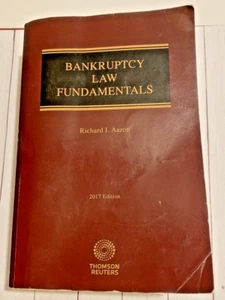 BANKRUPTCY
LAW
FUNDAMENTALS
Richard I. Aaron
2017 Edition
THOMSON
REUTERS